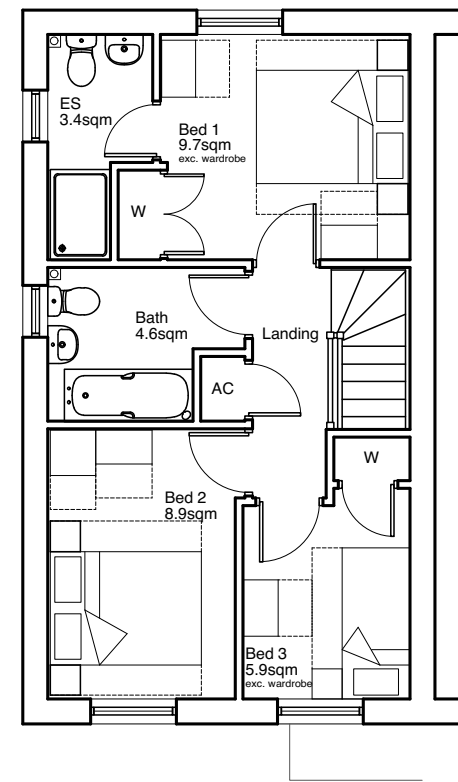 ES
3.4sqm
Bed 1
9.7sqm
exc. wardrobe
W
Bath
4.6sqm
Landing
AC
W
Bed 2
8.9sqm
Bed 3
5.9sqm
exc. wardrobe